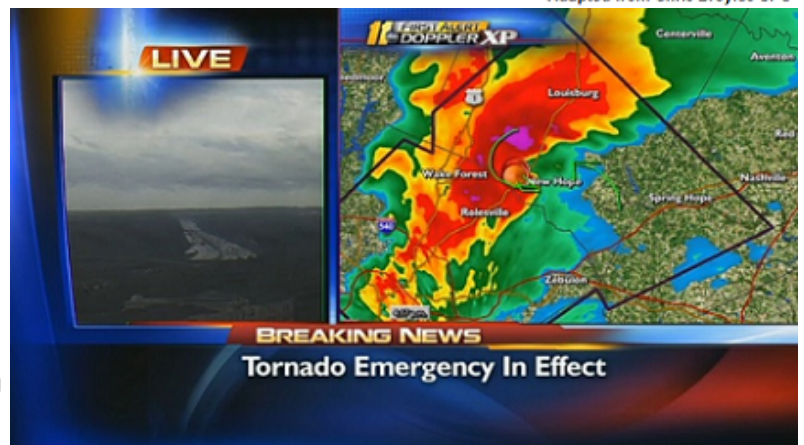 LIVE
11 FIRST ALERT
DOPPLER XP
Centerville
Aventon
Louisburg
1
Red
Wake Forest
New Hope
Nashville
Spring Hope
Rolesville
540
Zebulon
BREAKING NEWS
Tornado Emergency In Effect